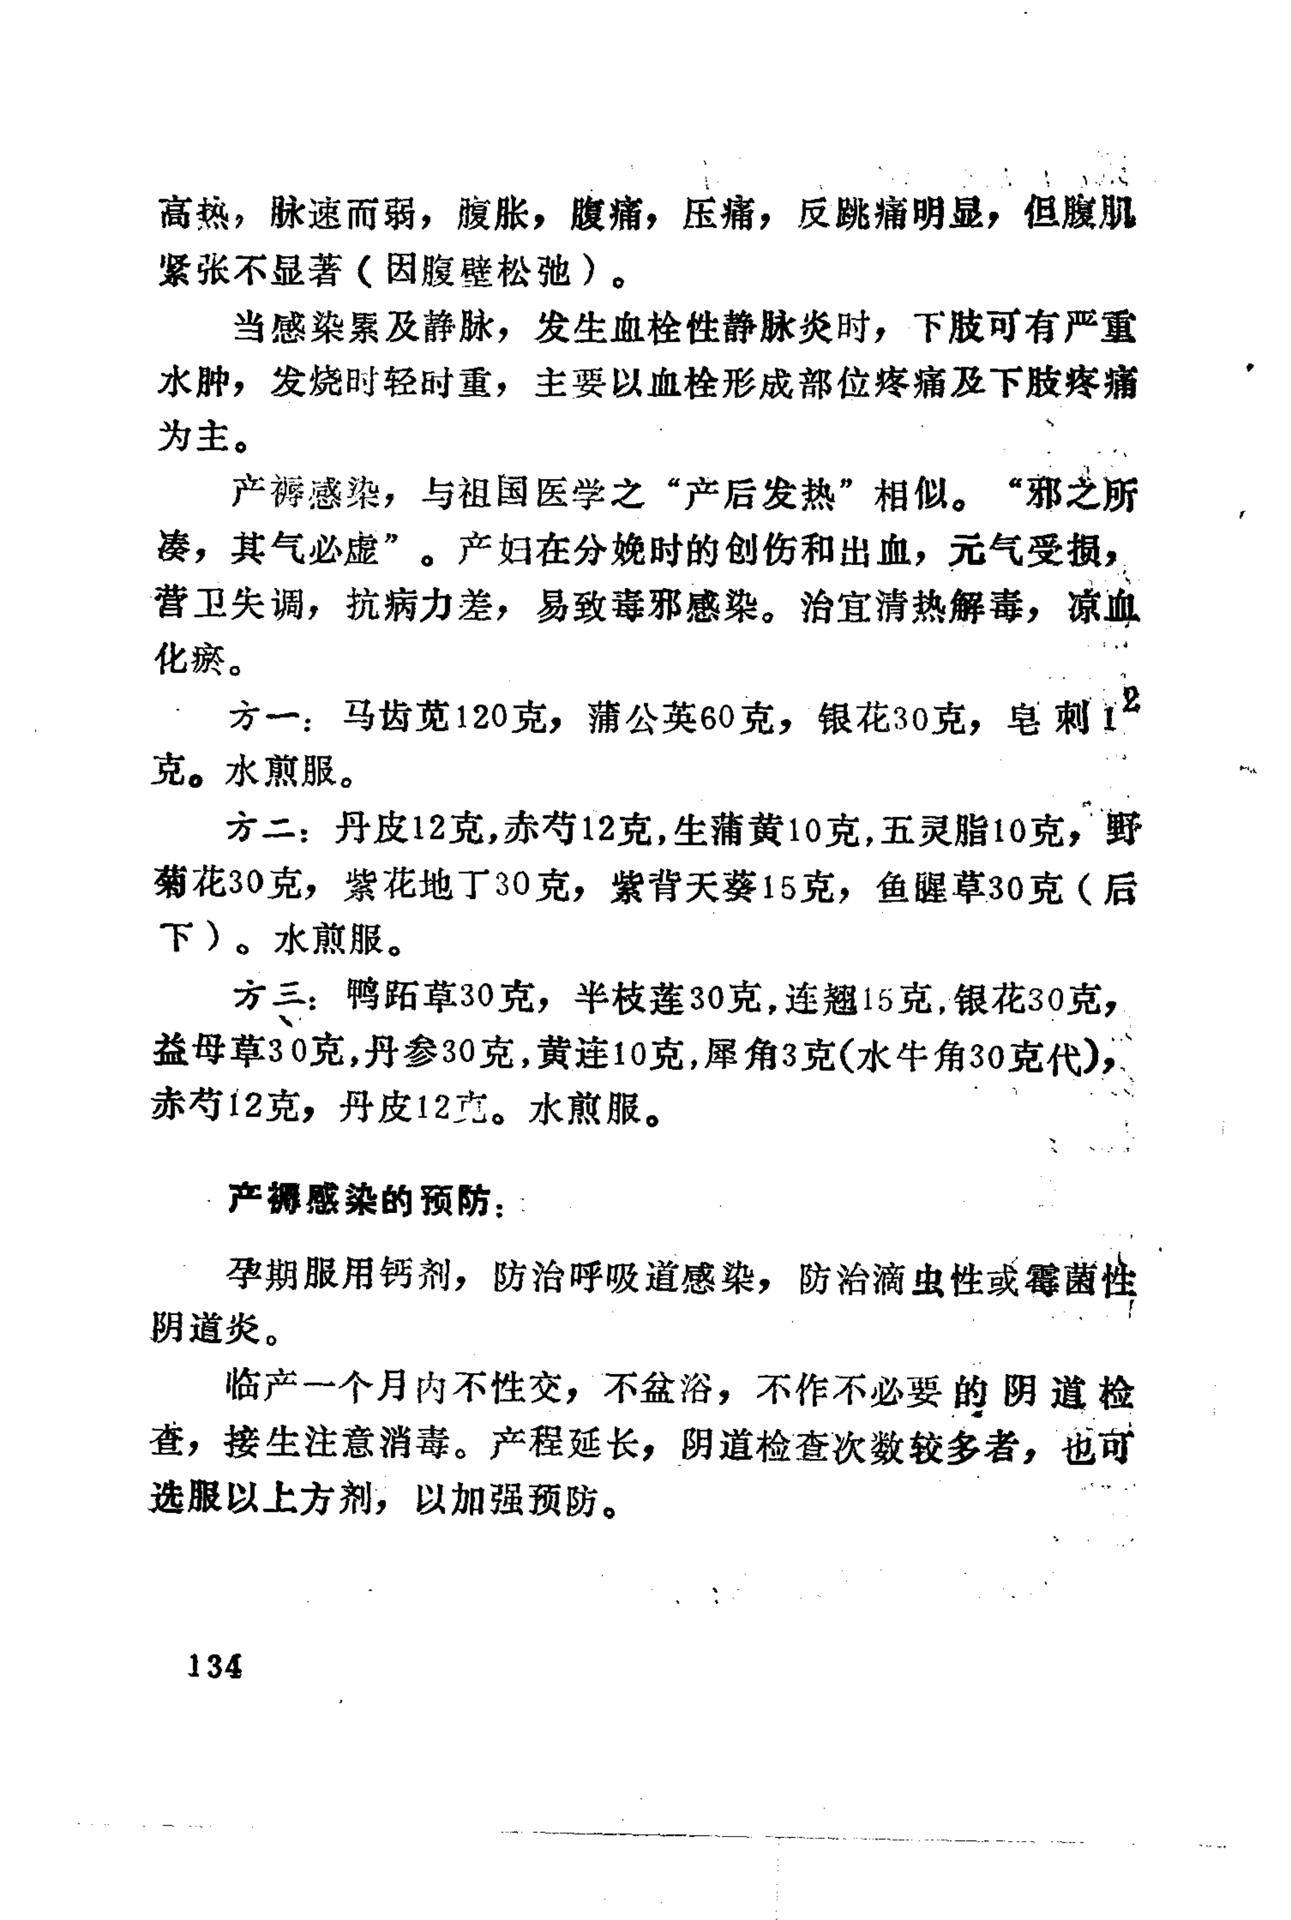 高热，脉速而弱，腹胀，腹痛，压痛，反跳痛明显，但腹肌
紧张不显著（因腹壁松弛）。
当感染累及静脉，发生血栓性静脉炎时，下肢可有严重
水肿，发烧时轻时重，主要以血栓形成部位疼痛及下肢疼痛
为主。
产褥感染，与祖国医学之“产后发热”相似。“邪之所
凑，其气必虚”。产妇在分娩时的创伤和出血，元气受损，
营卫失调，抗病力差，易致毒邪感染。治宜清热解毒，凉血
化瘀。
方一：马齿苋120克，蒲公英60克，银花30克，皂刺12
克。水煎服。
方二：丹皮12克，赤芍12克，生蒲黄10克，五灵脂10克，野
菊花30克，紫花地丁30克，紫背天葵15克，鱼腥草30克（后
下）。水煎服。
方三：鸭跖草30克，半枝莲30克，连翘15克，银花30克，
益母草30克，丹参30克，黄连10克，犀角3克（水牛角30克代），
赤芍12克，丹皮12克。水煎服。
产褥感染的预防：
孕期服用钙剂，防治呼吸道感染，防治滴虫性或霉菌性
阴道炎。
临产一个月内不性交，不盆浴，不作不必要的阴道检
查，接生注意消毒。产程延长，阴道检查次数较多者，也可
选服以上方剂，以加强预防。
134